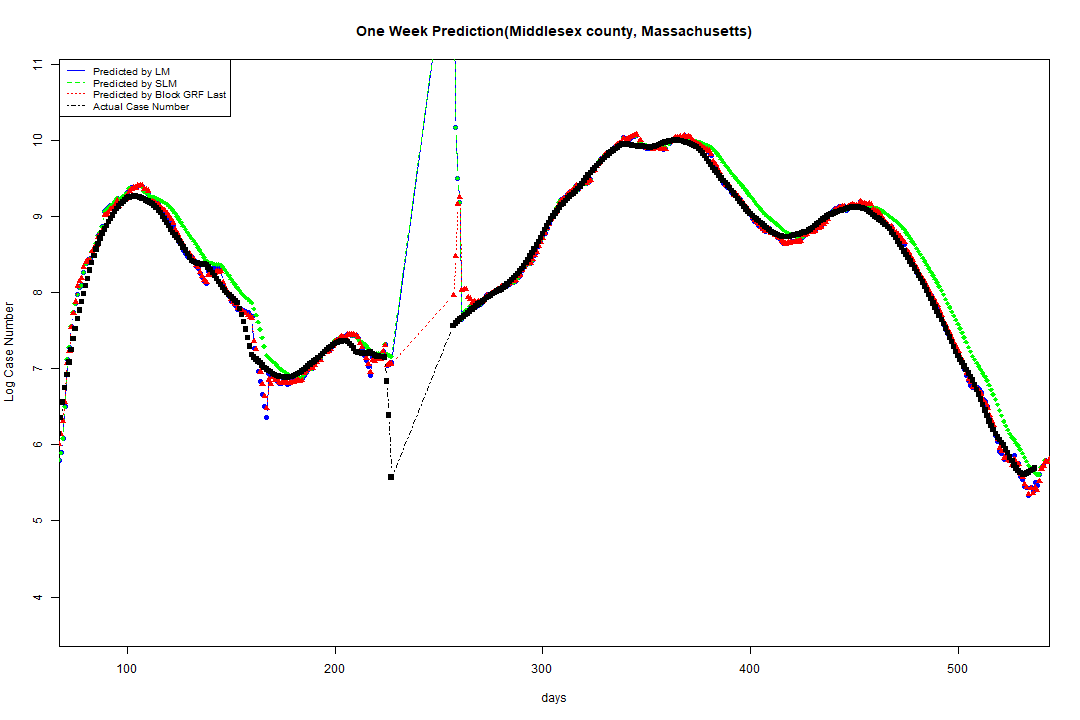 One Week Prediction(Middlesex county, Massachusetts)
Predicted by LM
Predicted by SLM
Predicted by Block GRF Last
Actual Case Number
Log Case Number
11
10
9
8
7
6
5
4
100 200 300 400 500
days